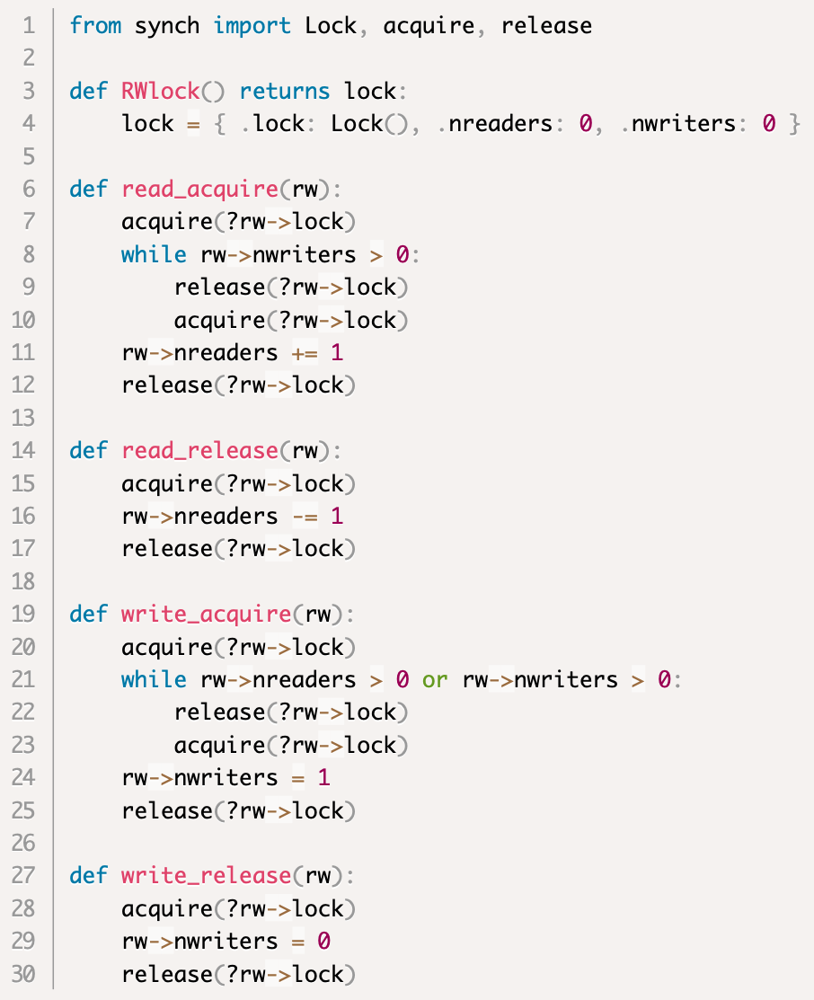 1 from synch import Lock, acquire, release
2
3 def RWlock() returns lock:
4     lock = { .lock: Lock(), .nreaders: 0, .nwriters: 0 }
5
6 def read_acquire(rw):
7     acquire(?rw->lock)
8     while rw->nwriters > 0:
9         release(?rw->lock)
10         acquire(?rw->lock)
11     rw->nreaders += 1
12     release(?rw->lock)
13
14 def read_release(rw):
15     acquire(?rw->lock)
16     rw->nreaders -= 1
17     release(?rw->lock)
18
19 def write_acquire(rw):
20     acquire(?rw->lock)
21     while rw->nreaders > 0 or rw->nwriters > 0:
22         release(?rw->lock)
23         acquire(?rw->lock)
24     rw->nwriters = 1
25     release(?rw->lock)
26
27 def write_release(rw):
28     acquire(?rw->lock)
29     rw->nwriters = 0
30     release(?rw->lock)